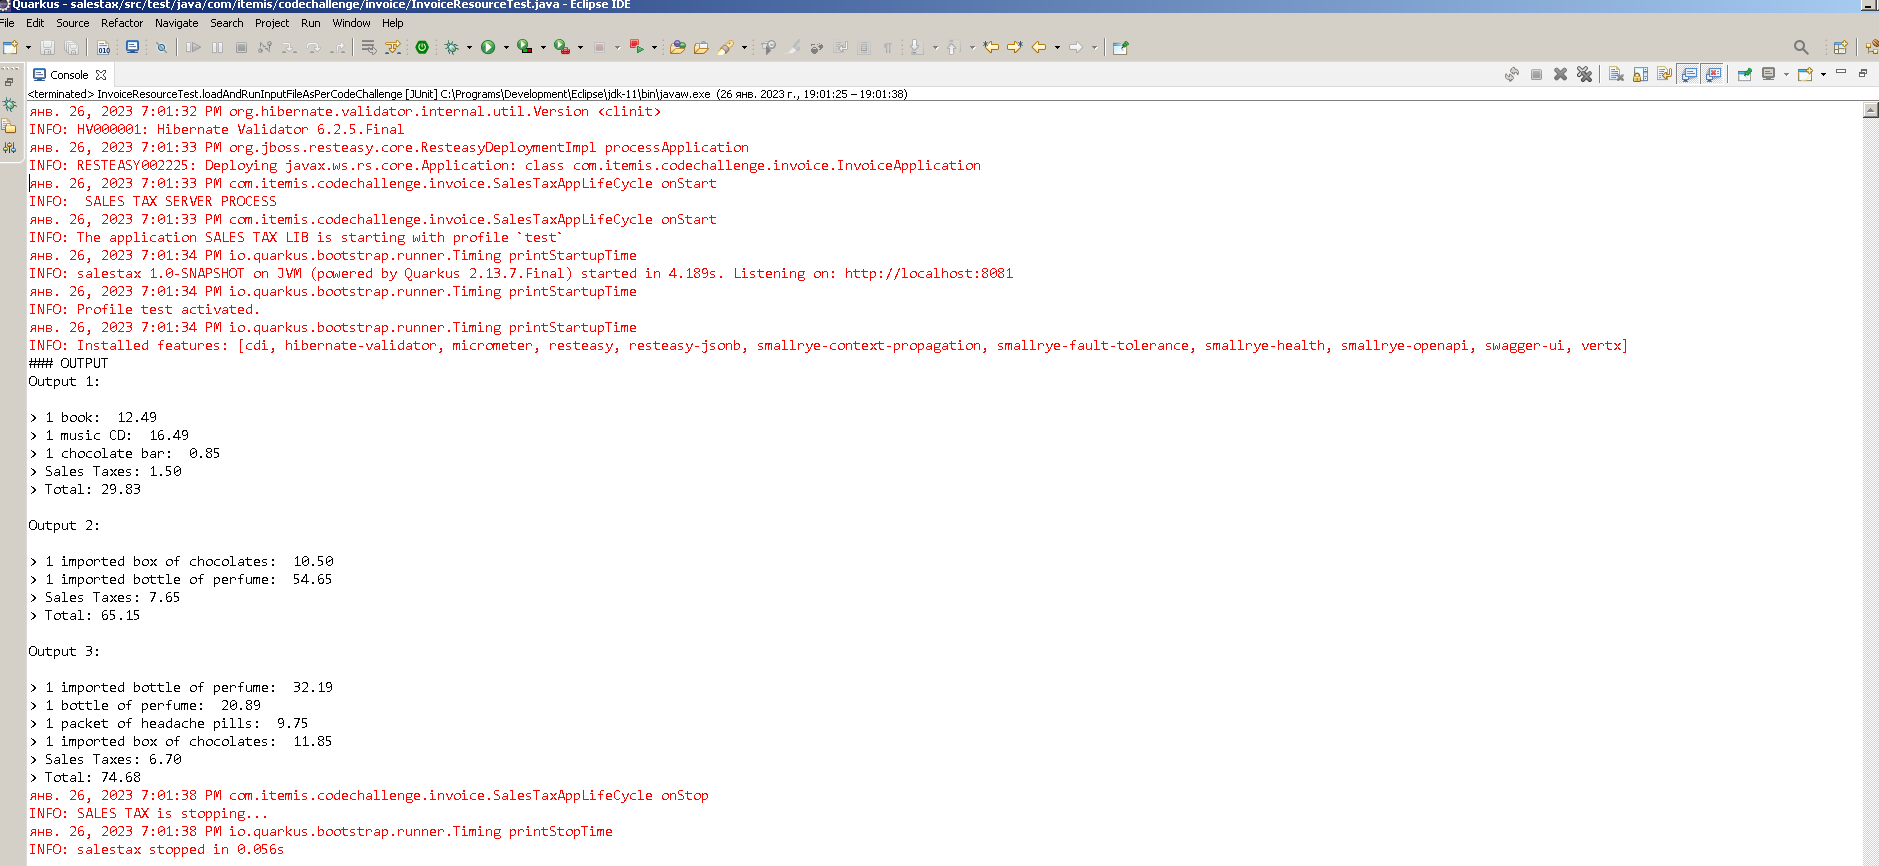 Quarkus - salestax/src/test/java/com/itemis/codechallenge/invoice/InvoiceResourceTest.java - Eclipse IDE
File Edit Source Refactor Navigate Search Project Run Window Help
Console
<terminated> InvoiceResourceTest.loadAndRunInputFileAsPerCodeChallenge [JUnit] C:\Programs\Development\Eclipse\jdk-11\bin\javaw.exe (26 янв. 2023 г., 19:01:25 – 19:01:38)
янв. 26, 2023 7:01:32 PM org.hibernate.validator.internal.util.Version <clinit>
INFO: HV000001: Hibernate Validator 6.2.5.Final
янв. 26, 2023 7:01:33 PM org.jboss.resteasy.core.ResteasyDeploymentImpl processApplication
INFO: RESTEASY002225: Deploying javax.ws.rs.core.Application: class com.itemis.codechallenge.invoice.InvoiceApplication
янв. 26, 2023 7:01:33 PM com.itemis.codechallenge.invoice.SalesTaxAppLifeCycle onStart
INFO:  SALES TAX SERVER PROCESS
янв. 26, 2023 7:01:33 PM com.itemis.codechallenge.invoice.SalesTaxAppLifeCycle onStart
INFO: The application SALES TAX LIB is starting with profile `test`
янв. 26, 2023 7:01:34 PM io.quarkus.bootstrap.runner.Timing printStartupTime
INFO: salestax 1.0-SNAPSHOT on JVM (powered by Quarkus 2.13.7.Final) started in 4.189s. Listening on: http://localhost:8081
янв. 26, 2023 7:01:34 PM io.quarkus.bootstrap.runner.Timing printStartupTime
INFO: Profile test activated.
янв. 26, 2023 7:01:34 PM io.quarkus.bootstrap.runner.Timing printStartupTime
INFO: Installed features: [cdi, hibernate-validator, micrometer, resteasy, resteasy-jsonb, smallrye-context-propagation, smallrye-fault-tolerance, smallrye-health, smallrye-openapi, swagger-ui, vertx]
### OUTPUT
Output 1:
> 1 book:  12.49
> 1 music CD:  16.49
> 1 chocolate bar:  0.85
> Sales Taxes: 1.50
> Total: 29.83
Output 2:
> 1 imported box of chocolates:  10.50
> 1 imported bottle of perfume:  54.65
> Sales Taxes: 7.65
> Total: 65.15
Output 3:
> 1 imported bottle of perfume:  32.19
> 1 bottle of perfume:  20.89
> 1 packet of headache pills:  9.75
> 1 imported box of chocolates:  11.85
> Sales Taxes: 6.70
> Total: 74.68
янв. 26, 2023 7:01:38 PM com.itemis.codechallenge.invoice.SalesTaxAppLifeCycle onStop
INFO: SALES TAX is stopping...
янв. 26, 2023 7:01:38 PM io.quarkus.bootstrap.runner.Timing printStopTime
INFO: salestax stopped in 0.056s